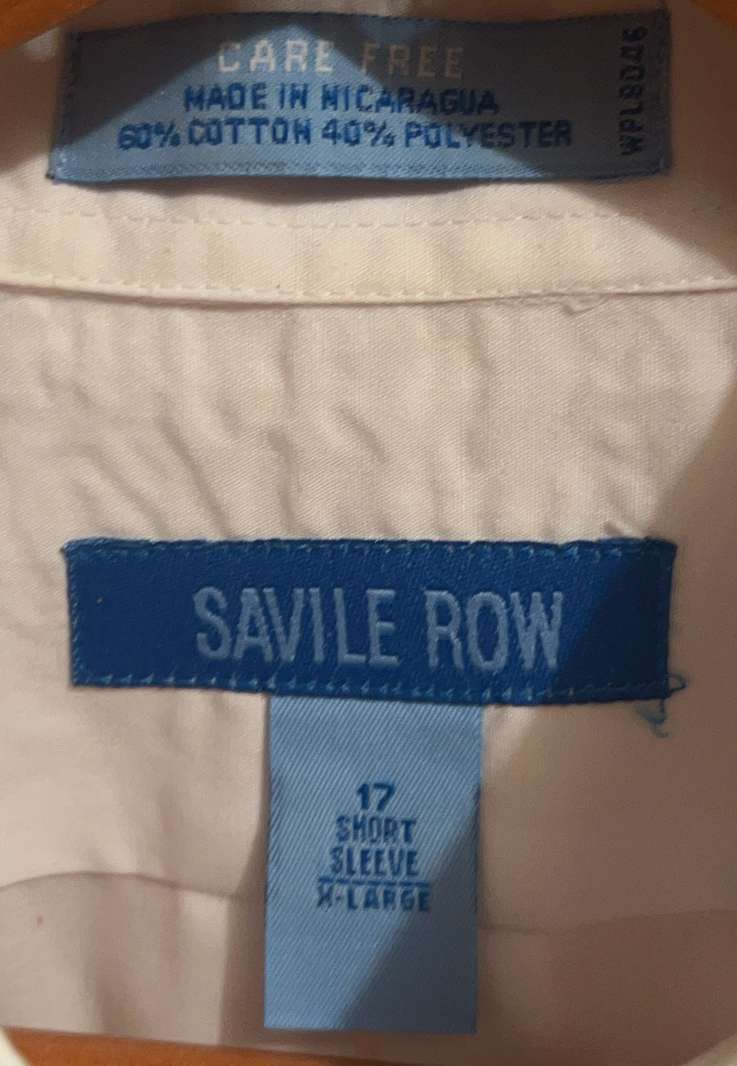 CARE FREE
MADE IN NICARAGUA
60% COTTON 40% POLYESTER
WPL8046
SAVILE ROW
17
SHORT
SLEEVE
X-LARGE